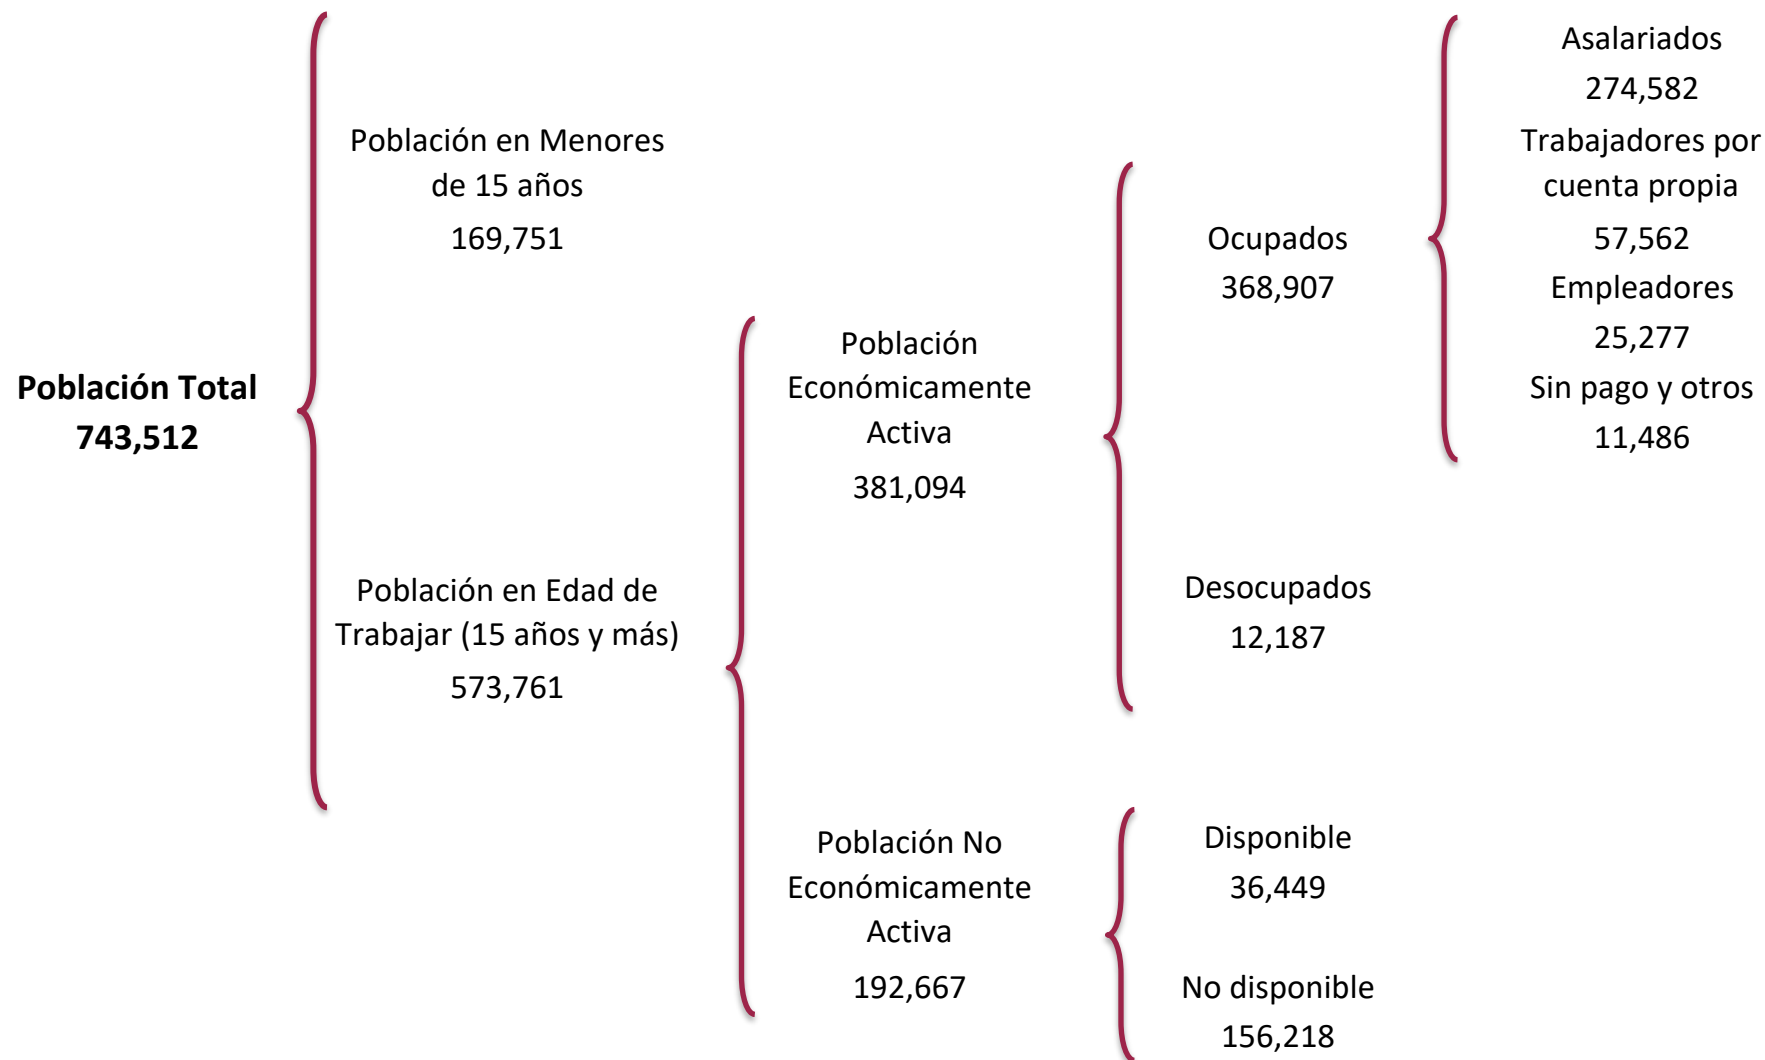 Población Total
743,512
Población en Menores
de 15 años
169,751
Población en Edad de
Trabajar (15 años y más)
573,761
Población
Económicamente
Activa
381,094
Población No
Económicamente
Activa
192,667
Ocupados
368,907
Desocupados
12,187
Disponible
36,449
No disponible
156,218
Asalariados
274,582
Trabajadores por
cuenta propia
57,562
Empleadores
25,277
Sin pago y otros
11,486